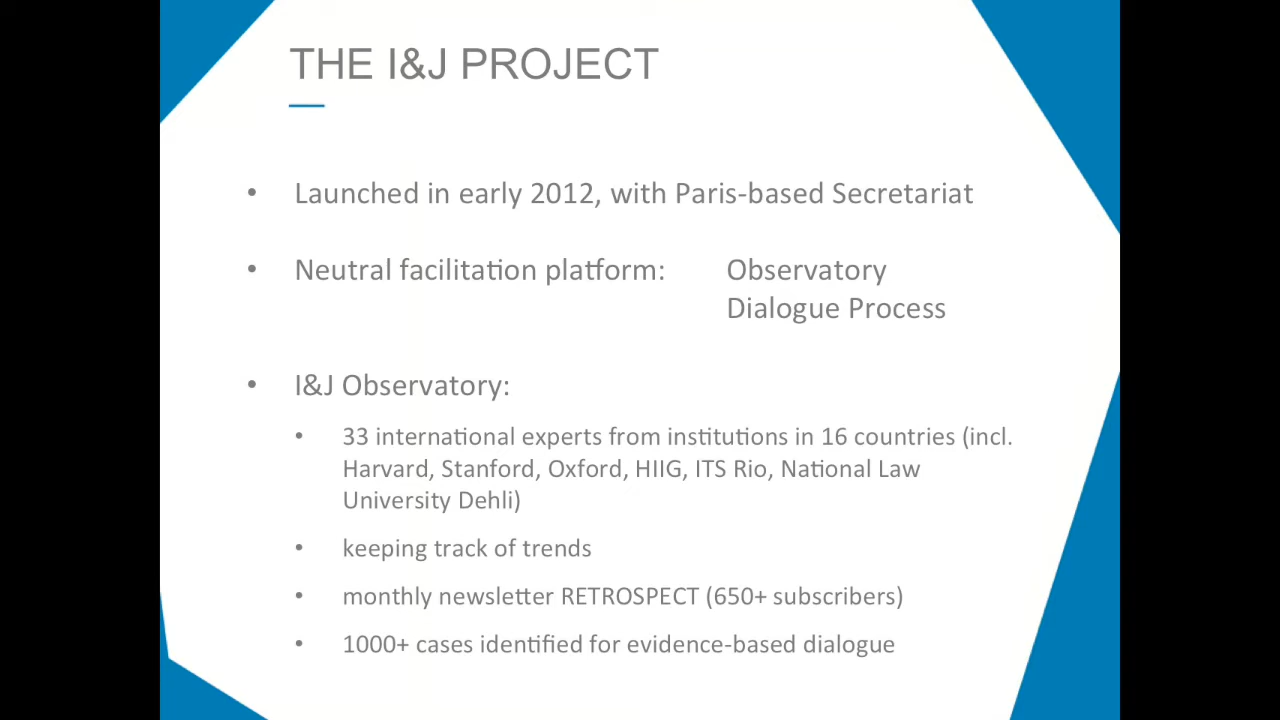 THE I&J PROJECT
• Launched in early 2012, with Paris-based Secretariat
• Neutral facilitation platform: Observatory
Dialogue Process
• I&J Observatory:
• 33 international experts from institutions in 16 countries (incl.
Harvard, Stanford, Oxford, HIIG, ITS Rio, National Law
University Dehli)
• keeping track of trends
• monthly newsletter RETROSPECT (650+ subscribers)
• 1000+ cases identified for evidence-based dialogue